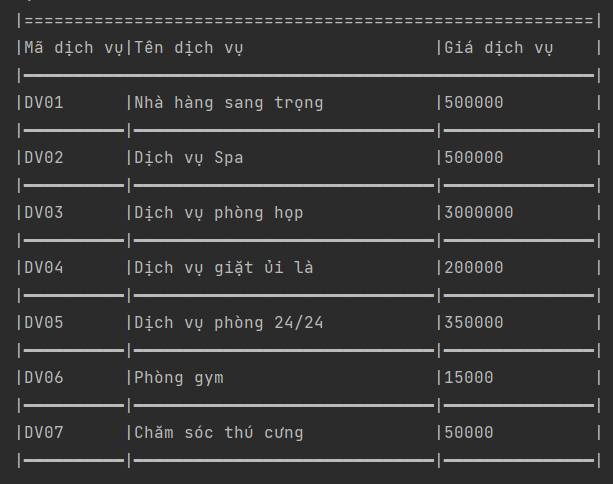 Mã dịch vụ|Tên dịch vụ|Giá dịch vụ
DV01|Nhà hàng sang trọng|500000
DV02|Dịch vụ Spa|500000
DV03|Dịch vụ phòng họp|3000000
DV04|Dịch vụ giặt ủi là|200000
DV05|Dịch vụ phòng 24/24|350000
DV06|Phòng gym|15000
DV07|Chăm sóc thú cưng|50000